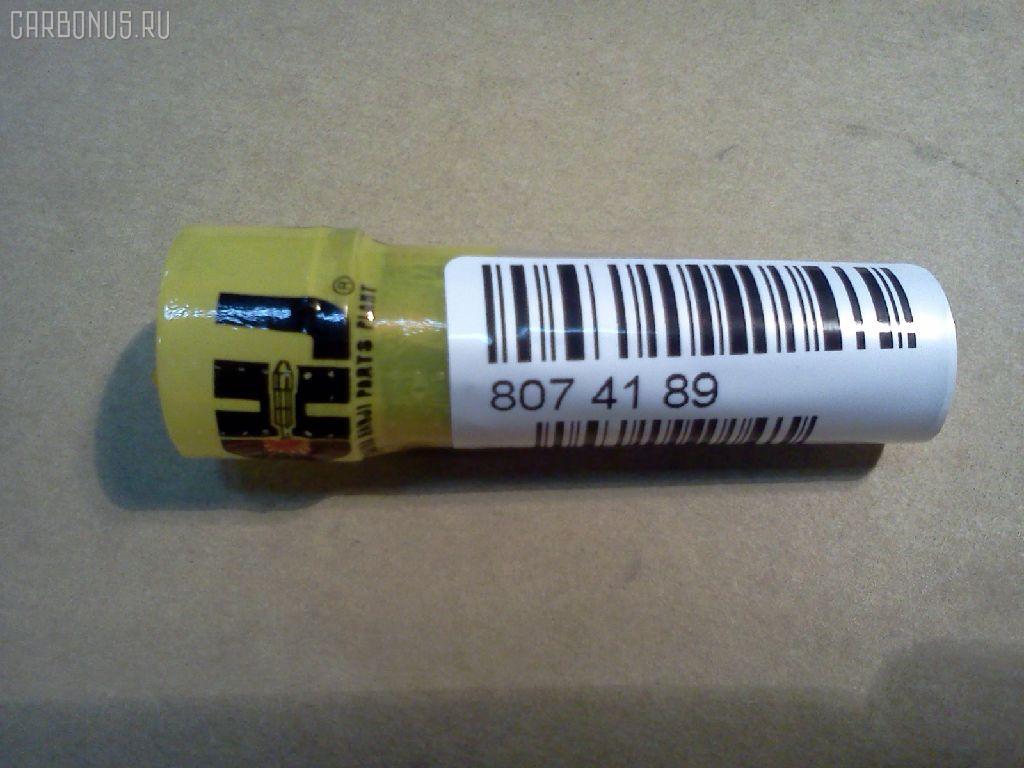 CARBONUS.RU
®
PARTS PLANT
807 41 89